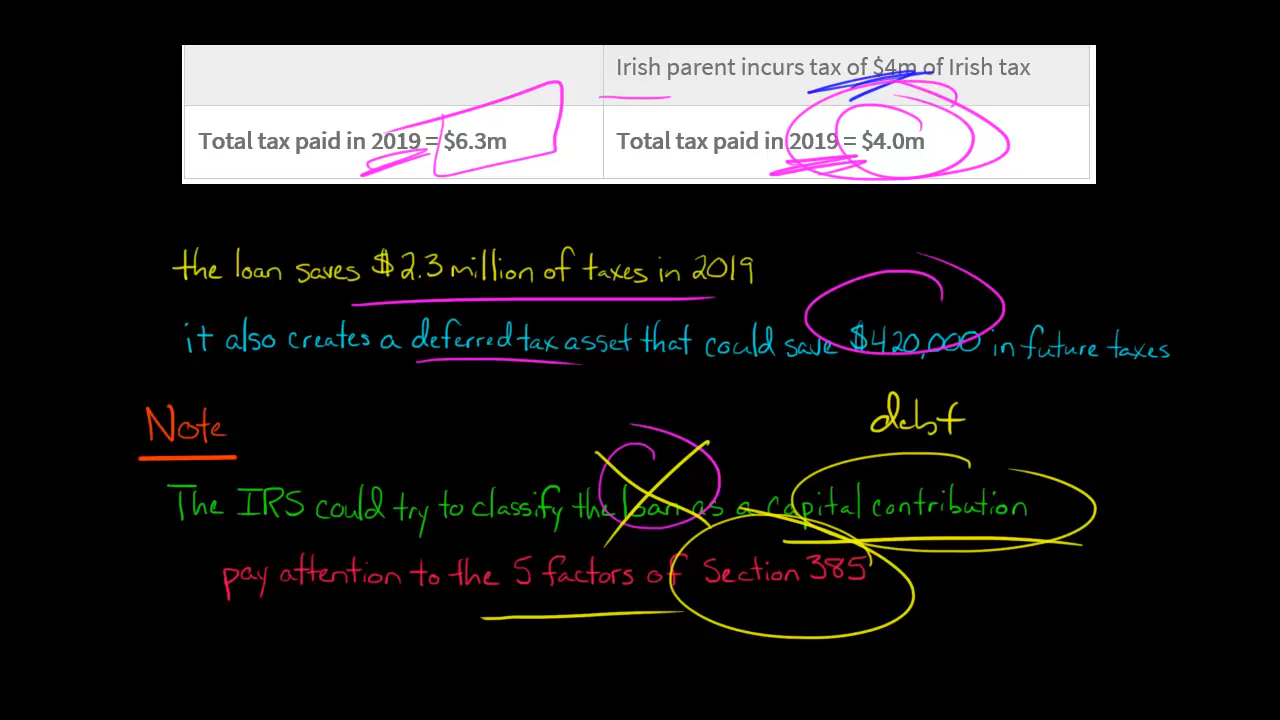 Irish parent incurs tax of $4m of Irish tax
Total tax paid in 2019 = $6.3m
Total tax paid in 2019 = $4.0m
the loan saves $2.3 million of taxes in 2019
it also creates a deferred tax asset that could save $420,000 in future taxes
Note
debt
The IRS could try to classify the loan as a capital contribution
pay attention to the 5 factors of Section 385